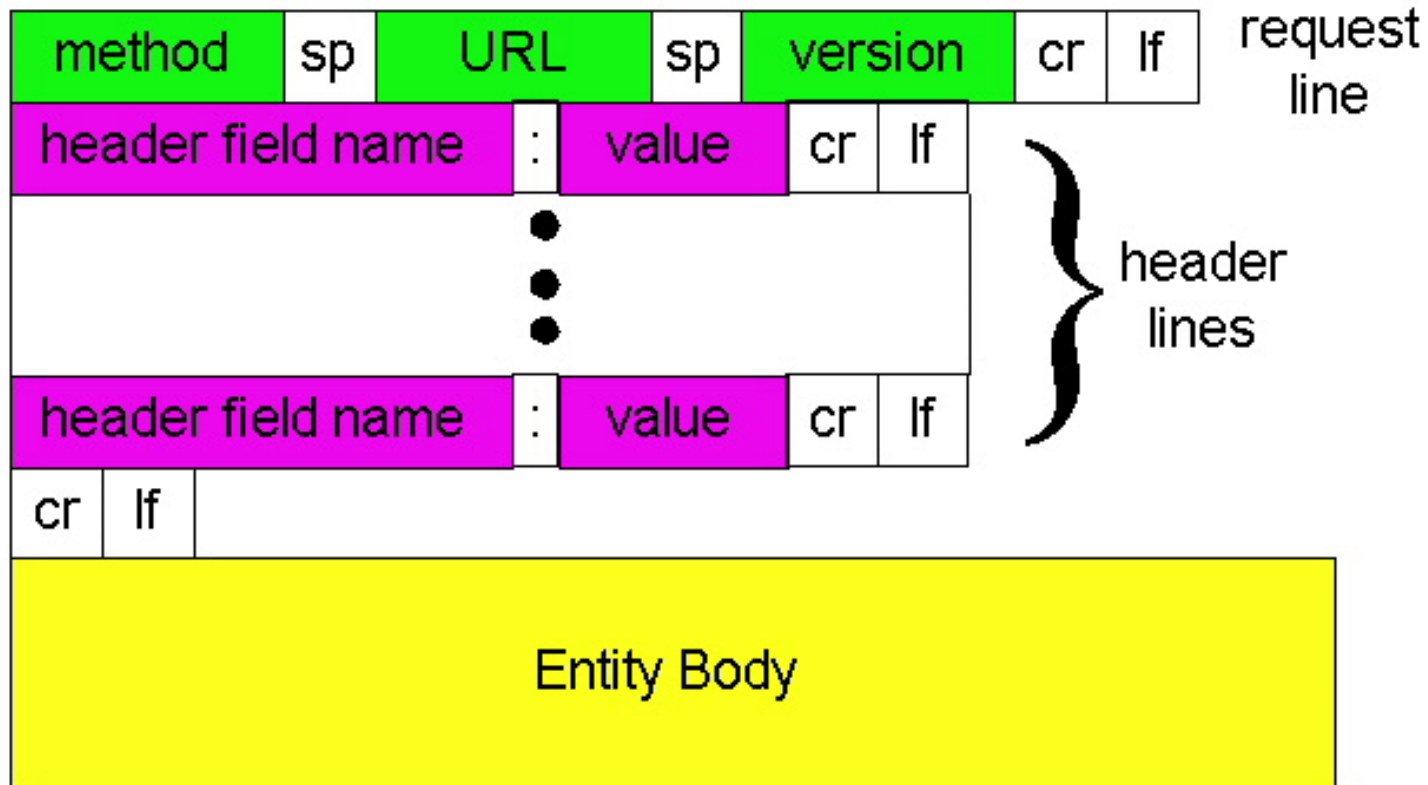 method sp URL sp version cr lf request
line
header field name : value cr lf
header
lines
header field name : value cr lf
cr lf
Entity Body